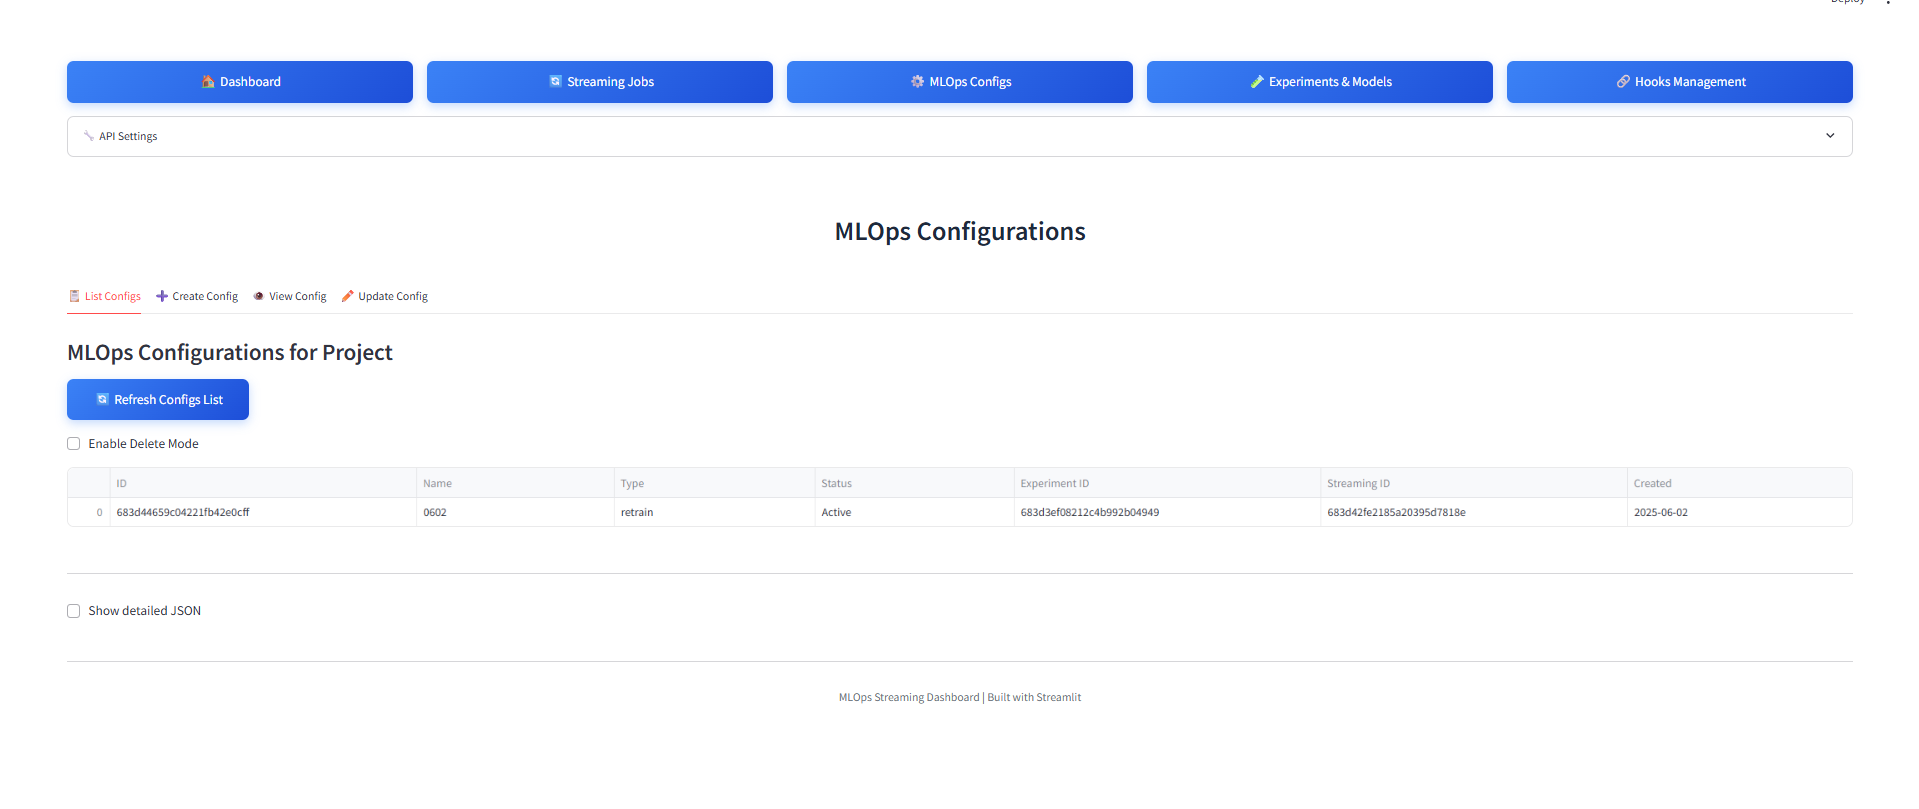 Deploy
Dashboard
Streaming Jobs
MLOps Configs
Experiments & Models
Hooks Management
API Settings
MLOps Configurations
List Configs
Create Config
View Config
Update Config
MLOps Configurations for Project
Refresh Configs List
Enable Delete Mode
ID Name Type Status Experiment ID Streaming ID Created
0 683d44659c04221fb42e0cff 0602 retrain Active 683d3ef08212c4b992b04949 683d42fe2185a20395d7818e 2025-06-02
Show detailed JSON
MLOps Streaming Dashboard | Built with Streamlit